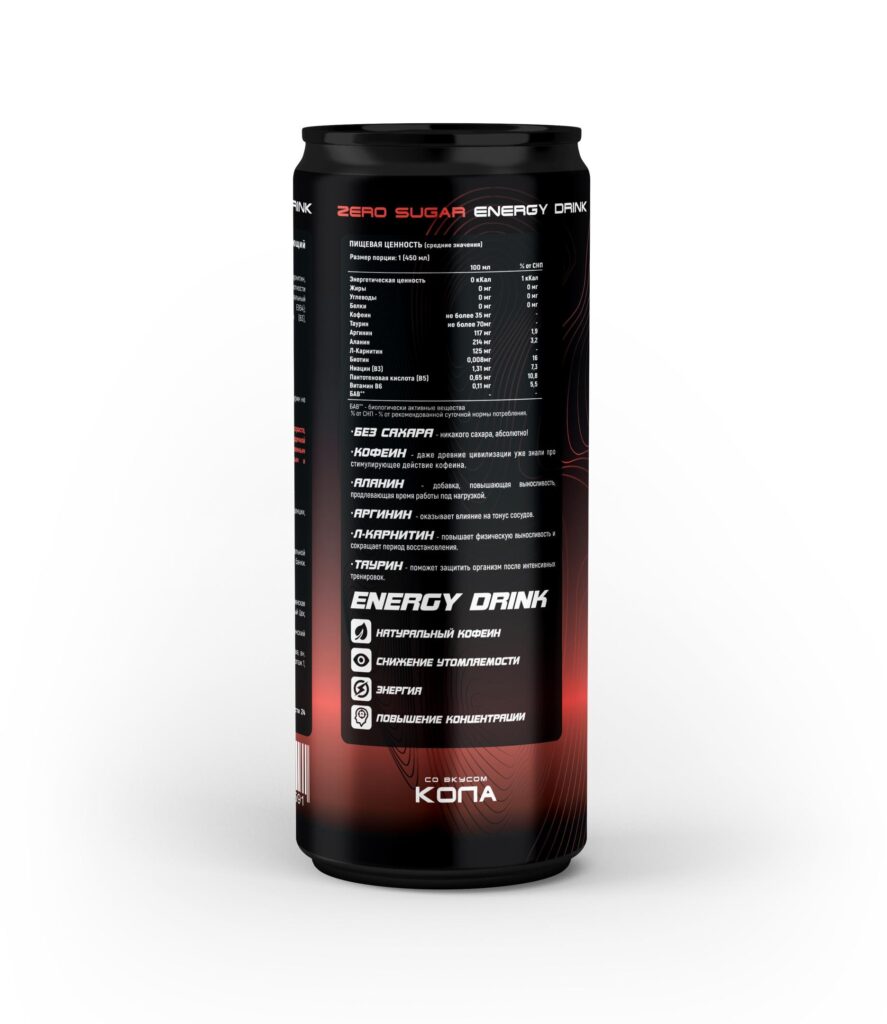 ZERO SUGAR ENERGY DRINK
ПИЩЕВАЯ ЦЕННОСТЬ (средние значения)
Размер порции: 1 (450 мл)
100 мл % от СНП
Энергетическая ценность 0 кКал 1 кКал
Жиры 0 мг 0 мг
Углеводы 0 мг 0 мг
Белки 0 мг 0 мг
Кофеин не более 35 мг -
Таурин не более 70мг -
Аргинин 117 мг 1,9
Аланин 214 мг 3,2
Л-Карнитин 125 мг
Биотин 0,008мг 16
Ниацин (В3) 1,31 мг 7,3
Пантотеновая кислота (В5) 0,65 мг 10,8
Витамин В6 0,11 мг 5,5
БАВ** - -
БАВ** - биологически активные вещества
% от СНП - % от рекомендованной суточной нормы потребления.
· БЕЗ САХАРА - никакого сахара, абсолютно!
· КОФЕИН - даже древние цивилизации уже знали про
стимулирующее действие кофеина.
· АЛАНИН - добавка, повышающая выносливость,
продлевающая время работы под нагрузкой.
· АРГИНИН - оказывает влияние на тонус сосудов.
· Л-КАРНИТИН - повышает физическую выносливость и
сокращает период восстановления.
· ТАУРИН - поможет защитить организм после интенсивных
тренировок.
ENERGY DRINK
НАТУРАЛЬНЫЙ КОФЕИН
СНИЖЕНИЕ УТОМЛЯЕМОСТИ
ЭНЕРГИЯ
ПОВЫШЕНИЕ КОНЦЕНТРАЦИИ
СО ВКУСОМ
КОЛА